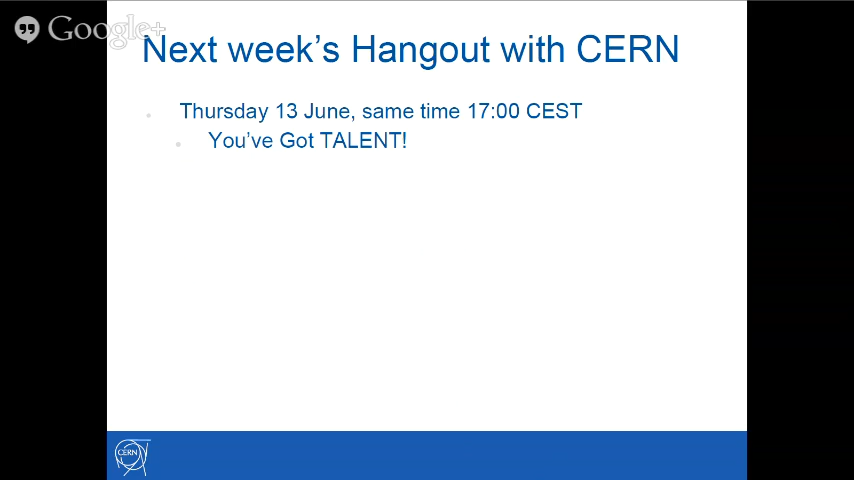 Google+
Next week's Hangout with CERN
Thursday 13 June, same time 17:00 CEST
You've Got TALENT!
CERN